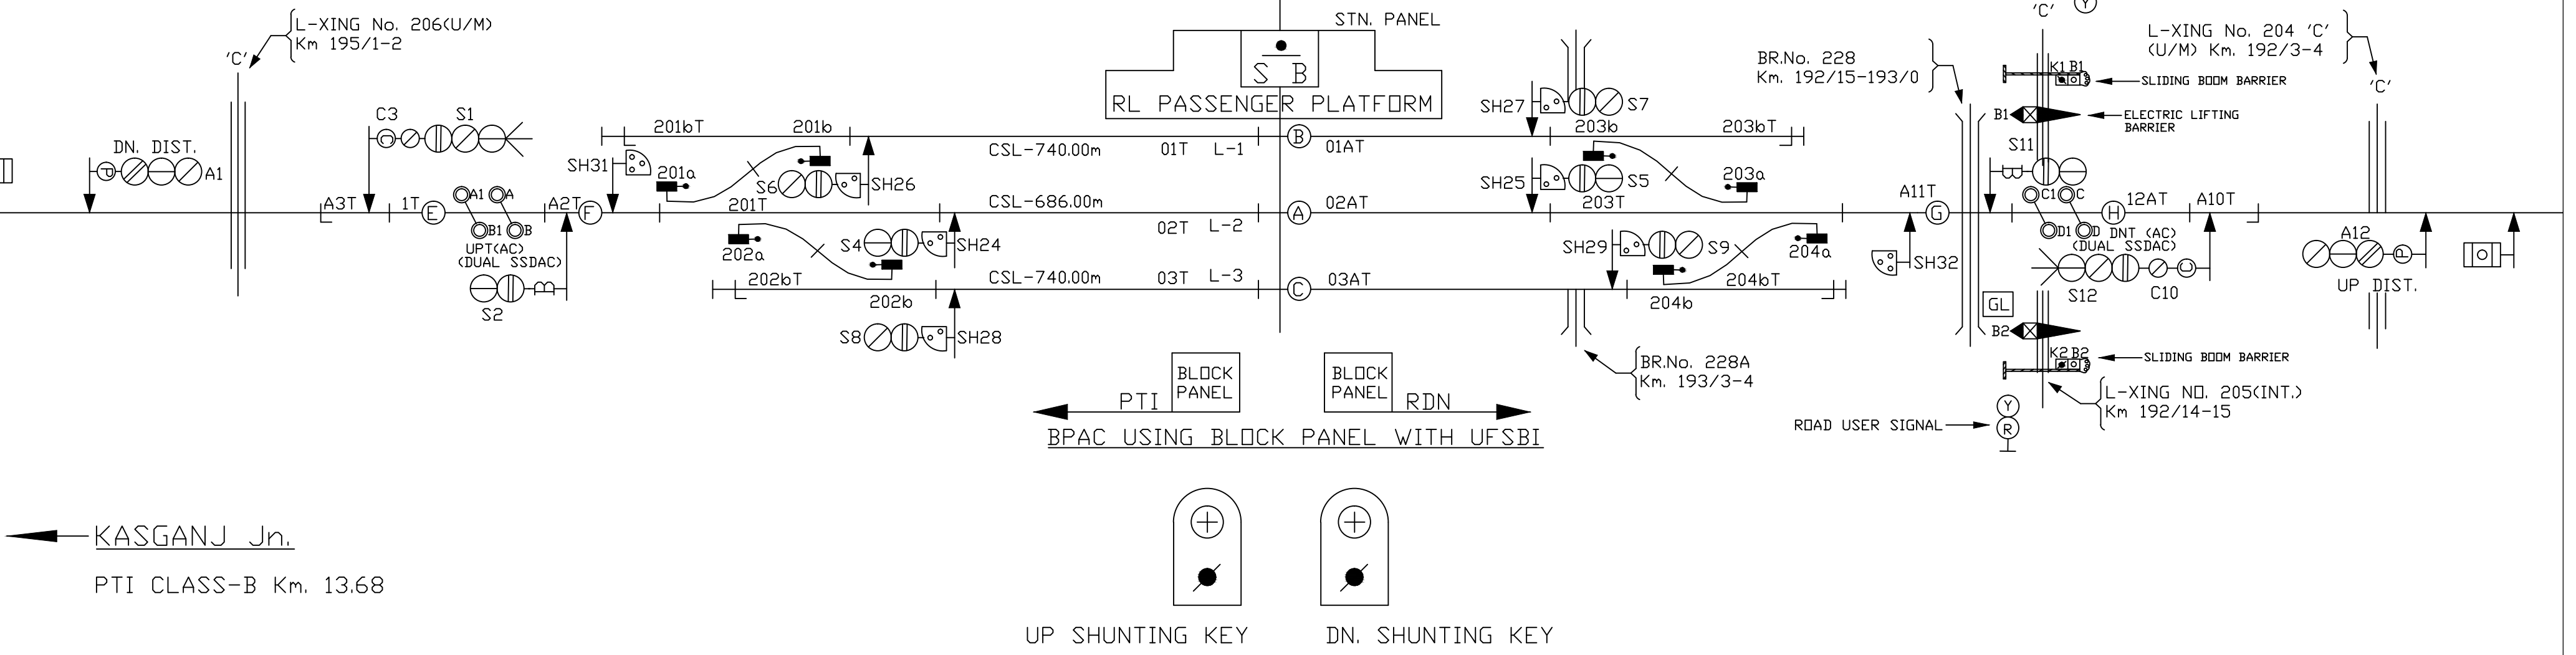 L-XING No. 206(U/M)
Km 195/1-2
'C'
STN. PANEL
S B
RL PASSENGER PLATFORM
'C'
Y
L-XING No. 204 'C'
(U/M) Km. 192/3-4
'C'
BR.No. 228
Km. 192/15-193/0
K1 B1
SLIDING BOOM BARRIER
B1
ELECTRIC LIFTING
BARRIER
C3
S1
C
DN. DIST.
P
A1
SH31
201bT
201b
CSL-740.00m
01T
L-1
B
01AT
SH27
S7
203b
203bT
201a
S6
SH26
SH25
S5
203a
S11
B
A3T
1T
E
A1
A
B1
B
A2T
F
201T
CSL-686.00m
02T
L-2
A
02AT
203T
A11T
G
C1
C
D1
D
H
12AT
A10T
UPT(AC)
(DUAL SSDAC)
DNT (AC)
(DUAL SSDAC)
S2
B
202a
S4
SH24
SH29
S9
204a
SH32
S12
C10
C
A12
P
UP DIST.
202bT
202b
CSL-740.00m
03T
L-3
C
03AT
204b
204bT
GL
B2
S8
SH28
K2 B2
SLIDING BOOM BARRIER
BR.No. 228A
Km. 193/3-4
L-XING NO. 205(INT.)
Km 192/14-15
ROAD USER SIGNAL
Y
R
BLOCK
PANEL
PTI
BLOCK
PANEL
RDN
BPAC USING BLOCK PANEL WITH UFSBI
KASGANJ Jn.
PTI CLASS-B Km. 13.68
UP SHUNTING KEY
DN. SHUNTING KEY